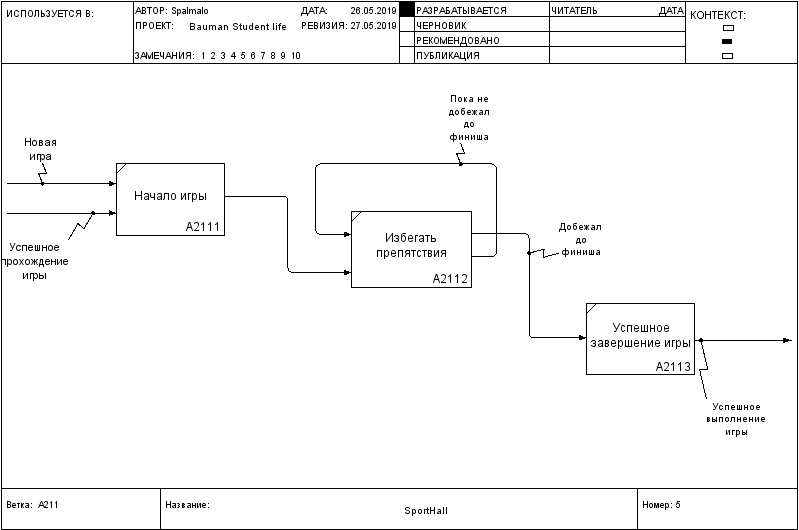 ИСПОЛЬЗУЕТСЯ В:
АВТОР: Spalmalo
ДАТА: 26.05.2019
ПРОЕКТ: Bauman Student life
РЕВИЗИЯ: 27.05.2019
ЗАМЕЧАНИЯ: 1 2 3 4 5 6 7 8 9 10
РАЗРАБАТЫВАЕТСЯ
ЧЕРНОВИК
РЕКОМЕНДОВАНО
ПУБЛИКАЦИЯ
ЧИТАТЕЛЬ
ДАТА
КОНТЕКСТ:
Пока не
добежал
до
финиша
Новая
игра
Начало игры
A2111
Успешное
прохождение
игры
Избегать
препятствия
A2112
Добежал
до
финиша
Успешное
завершение игры
A2113
Успешное
выполнение
игры
Ветка: A211
Название:
SportHall
Номер: 5